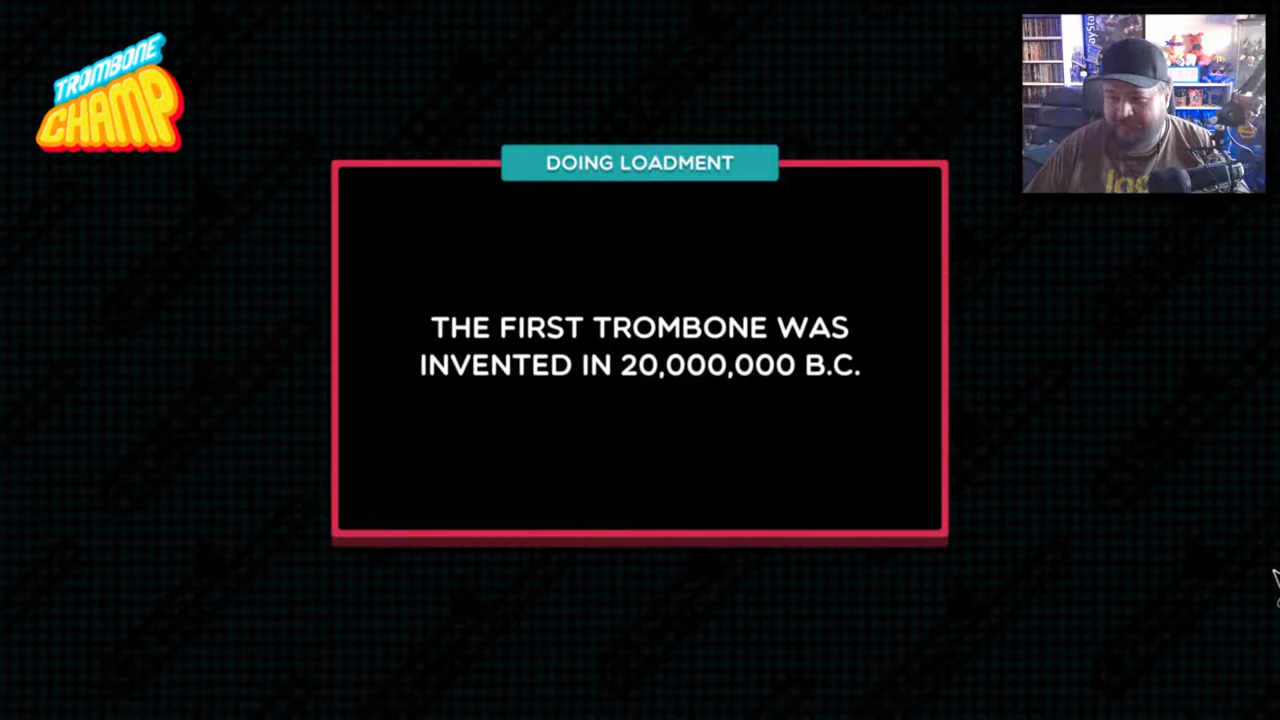 TROMBONE
CHAMP
DOING LOADMENT
THE FIRST TROMBONE WAS
INVENTED IN 20,000,000 B.C.